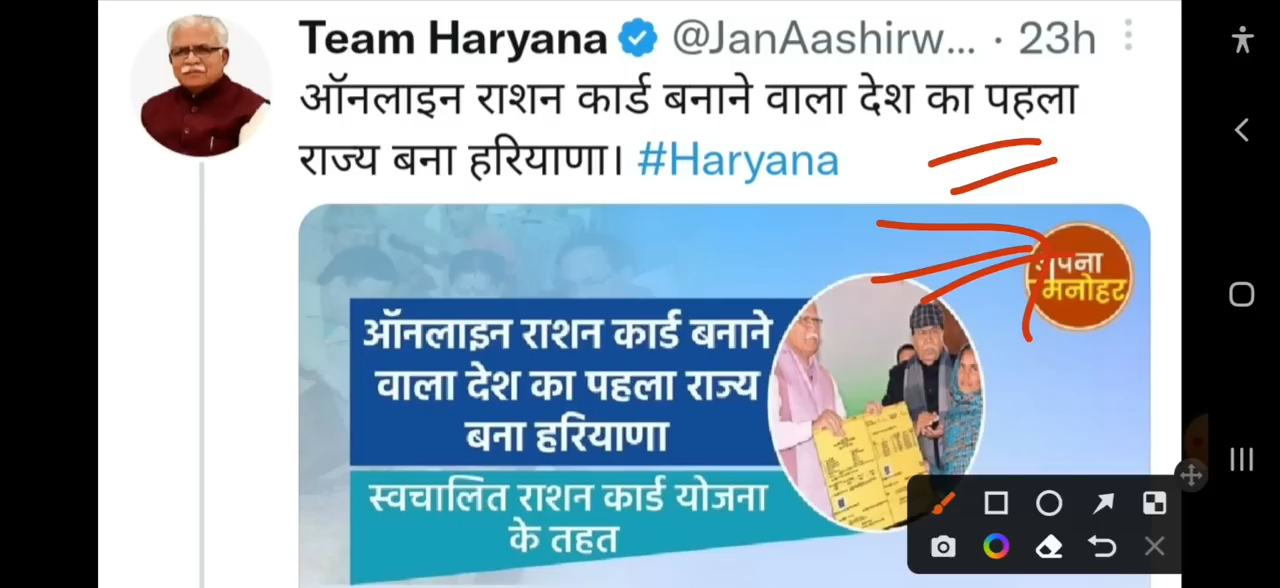 Team Haryana @JanAashirw... · 23h
ऑनलाइन राशन कार्ड बनाने वाला देश का पहला
राज्य बना हरियाणा। #Haryana
पना
मनोहर
ऑनलाइन राशन कार्ड बनाने
वाला देश का पहला राज्य
बना हरियाणा
स्वचालित राशन कार्ड योजना
के तहत